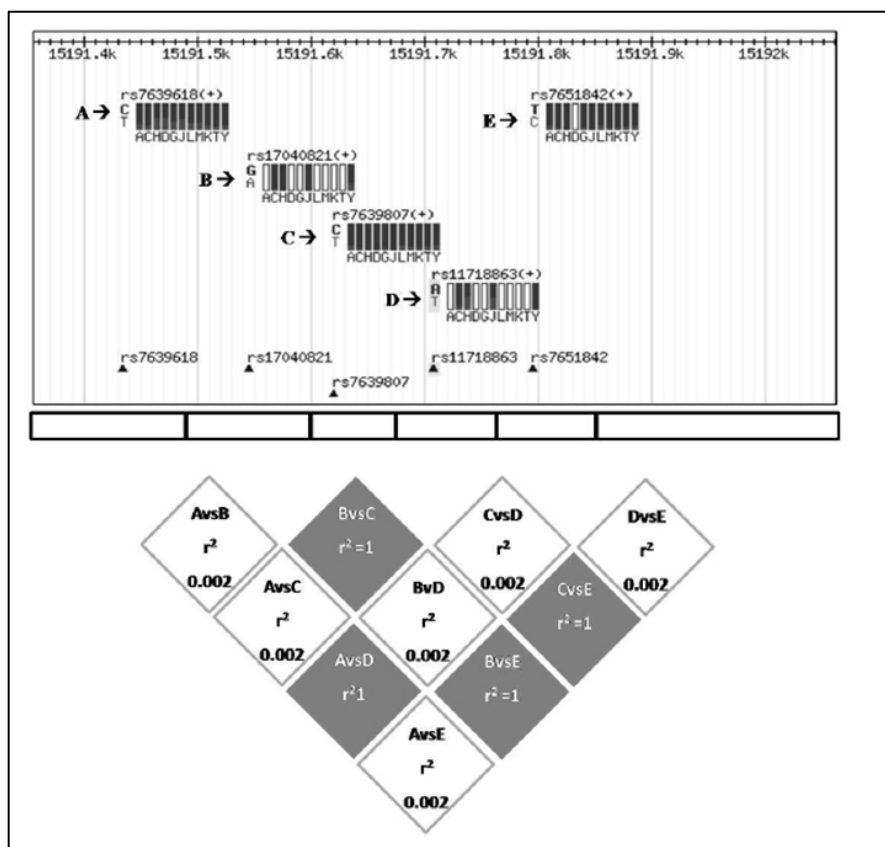 15191.4k 15191.5k 15191.6k 15191.7k 15191.8k 15191.9k 15192k
rs7639618(+)
A → C
T
ACHDGJLMKTY
rs7651842(+)
E → T
C
ACHDGJLMKTY
rs17040821(+)
B → G
A
ACHDGJLMKTY
rs7639807(+)
C → C
T
ACHDGJLMKTY
rs11718863(+)
D → A
T
ACHDGJLMKTY
rs7639618 rs17040821 rs11718863 rs7651842
rs7639807
AvsB
r²
0.002
BvsC
r² =1
CvsD
r²
0.002
DvsE
r²
0.002
AvsC
r²
0.002
BvD
r²
0.002
CvsE
r² =1
AvsD
r²1
BvsE
r² =1
AvsE
r²
0.002